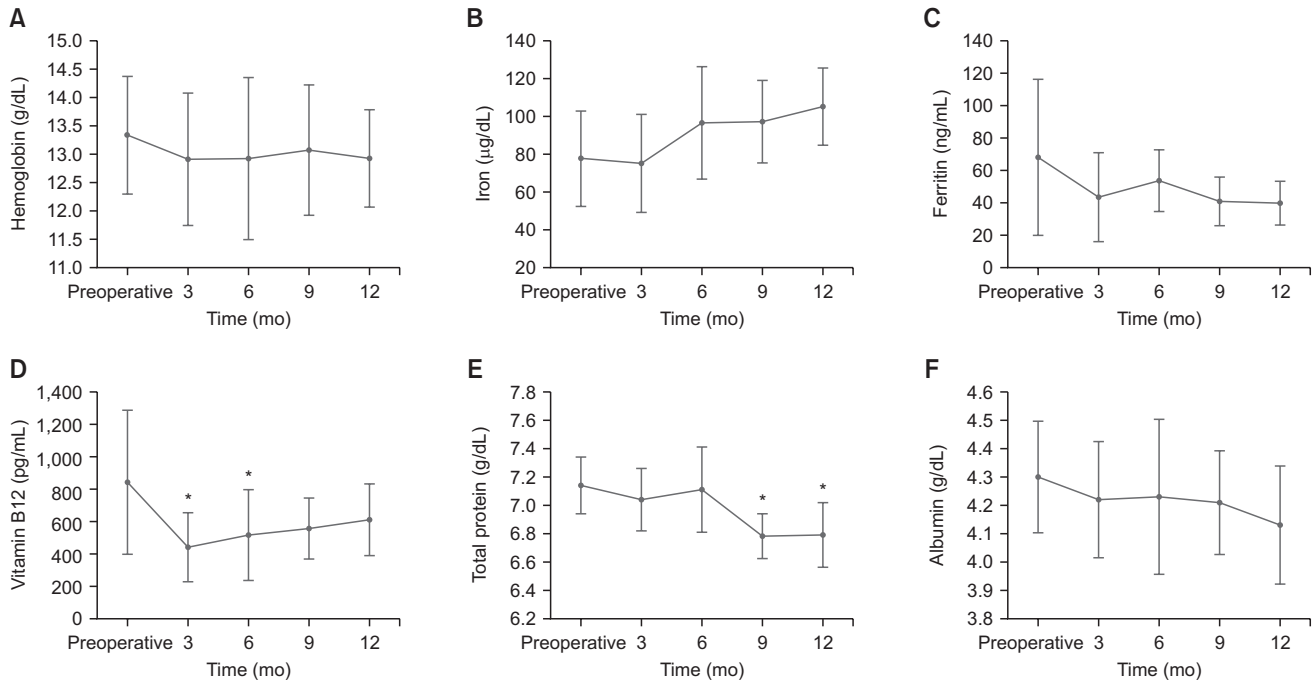 A
Hemoglobin (g/dL)
15.0
14.5
14.0
13.5
13.0
12.5
12.0
11.5
11.0
Preoperative 3 6 9 12
Time (mo)
B
Iron (μg/dL)
140
120
100
80
60
40
20
Preoperative 3 6 9 12
Time (mo)
C
Ferritin (ng/mL)
140
120
100
80
60
40
20
0
Preoperative 3 6 9 12
Time (mo)
D
Vitamin B12 (pg/mL)
1,400
1,200
1,000
800
600
400
200
0
* *
Preoperative 3 6 9 12
Time (mo)
E
Total protein (g/dL)
7.8
7.6
7.4
7.2
7.0
6.8
6.6
6.4
6.2
* *
Preoperative 3 6 9 12
Time (mo)
F
Albumin (g/dL)
4.6
4.5
4.4
4.3
4.2
4.1
4.0
3.9
3.8
Preoperative 3 6 9 12
Time (mo)